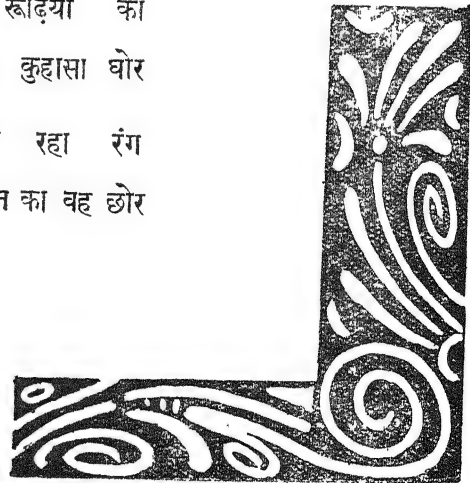 रूढ़ियों का
कुहासा घोर
रहा रंग
का वह छोर